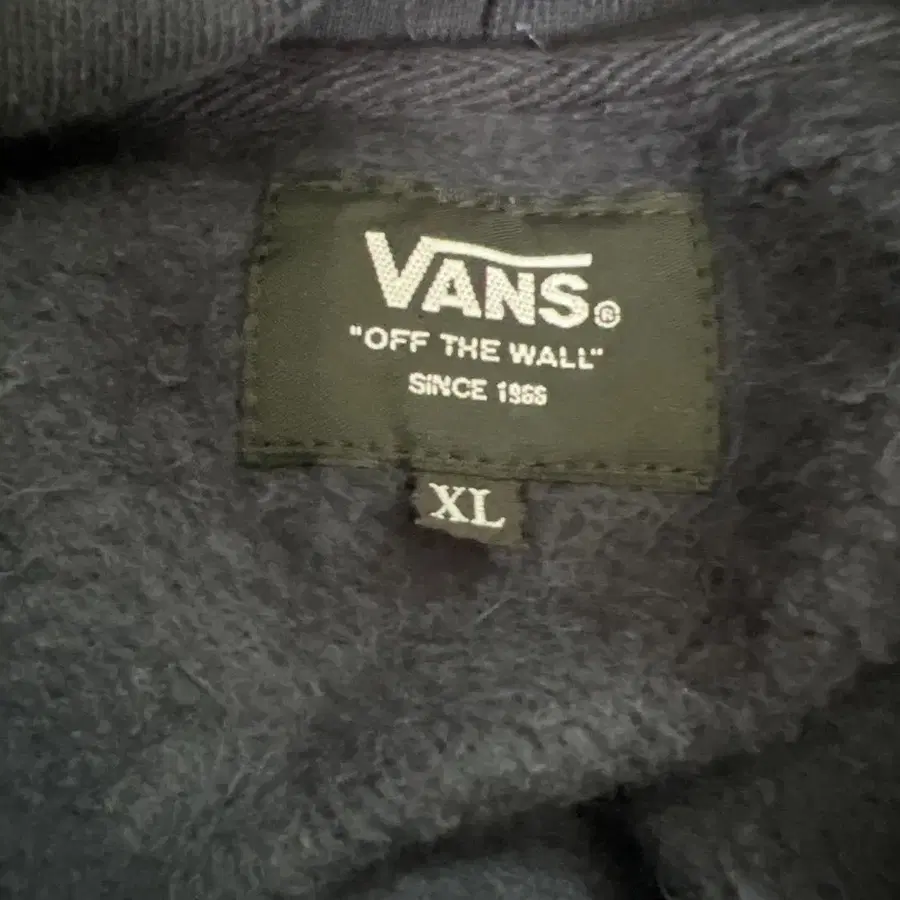 VANS®
"OFF THE WALL"
SINCE 1966
XL